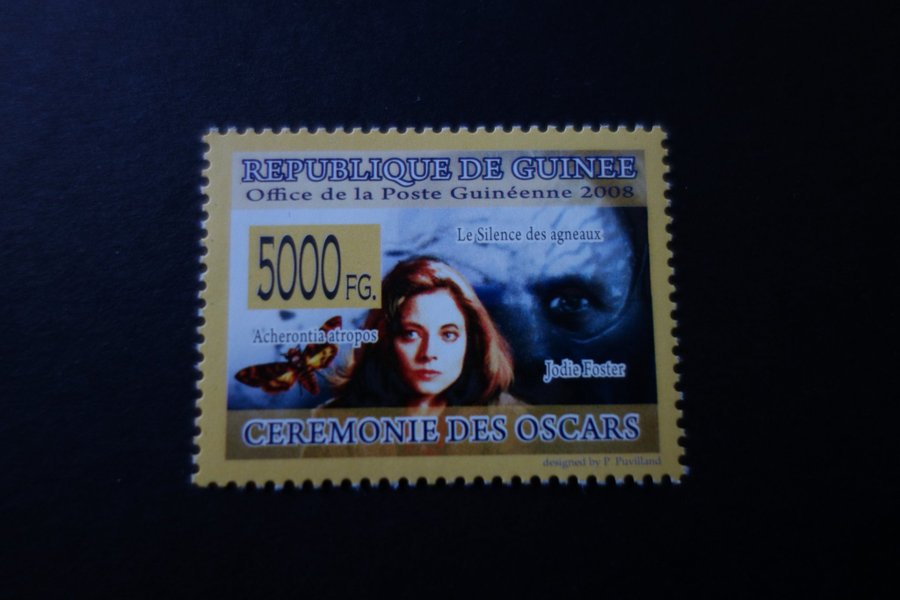 REPUBLIQUE DE GUINEE
Office de la Poste Guinéenne 2008
Le Silence des agneaux
5000 FG.
Acherontia atropos
Jodie Foster
CEREMONIE DES OSCARS
designed by P. Puvilland